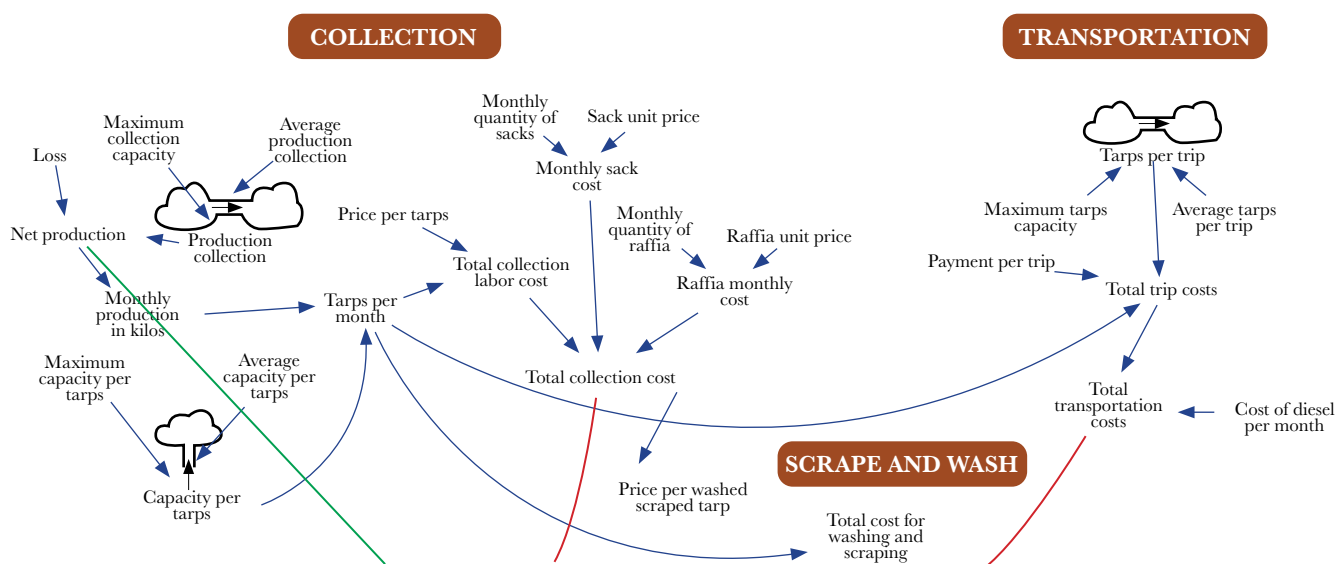 COLLECTION
TRANSPORTATION
Monthly
quantity of
sacks
Sack unit price
Maximum
collection
capacity
Average
production
collection
Loss
Tarps per trip
Monthly sack
cost
Price per tarps
Monthly
quantity of
raffia
Maximum tarps
capacity
Average tarps
per trip
Net production
Production
collection
Raffia unit price
Total collection
labor cost
Payment per trip
Raffia monthly
cost
Total trip costs
Monthly
production
in kilos
Tarps per
month
Maximum
capacity per
tarps
Average
capacity per
tarps
Total collection cost
Total
transportation
costs
Cost of diesel
per month
SCRAPE AND WASH
Capacity per
tarps
Price per washed
scraped tarp
Total cost for
washing and
scraping